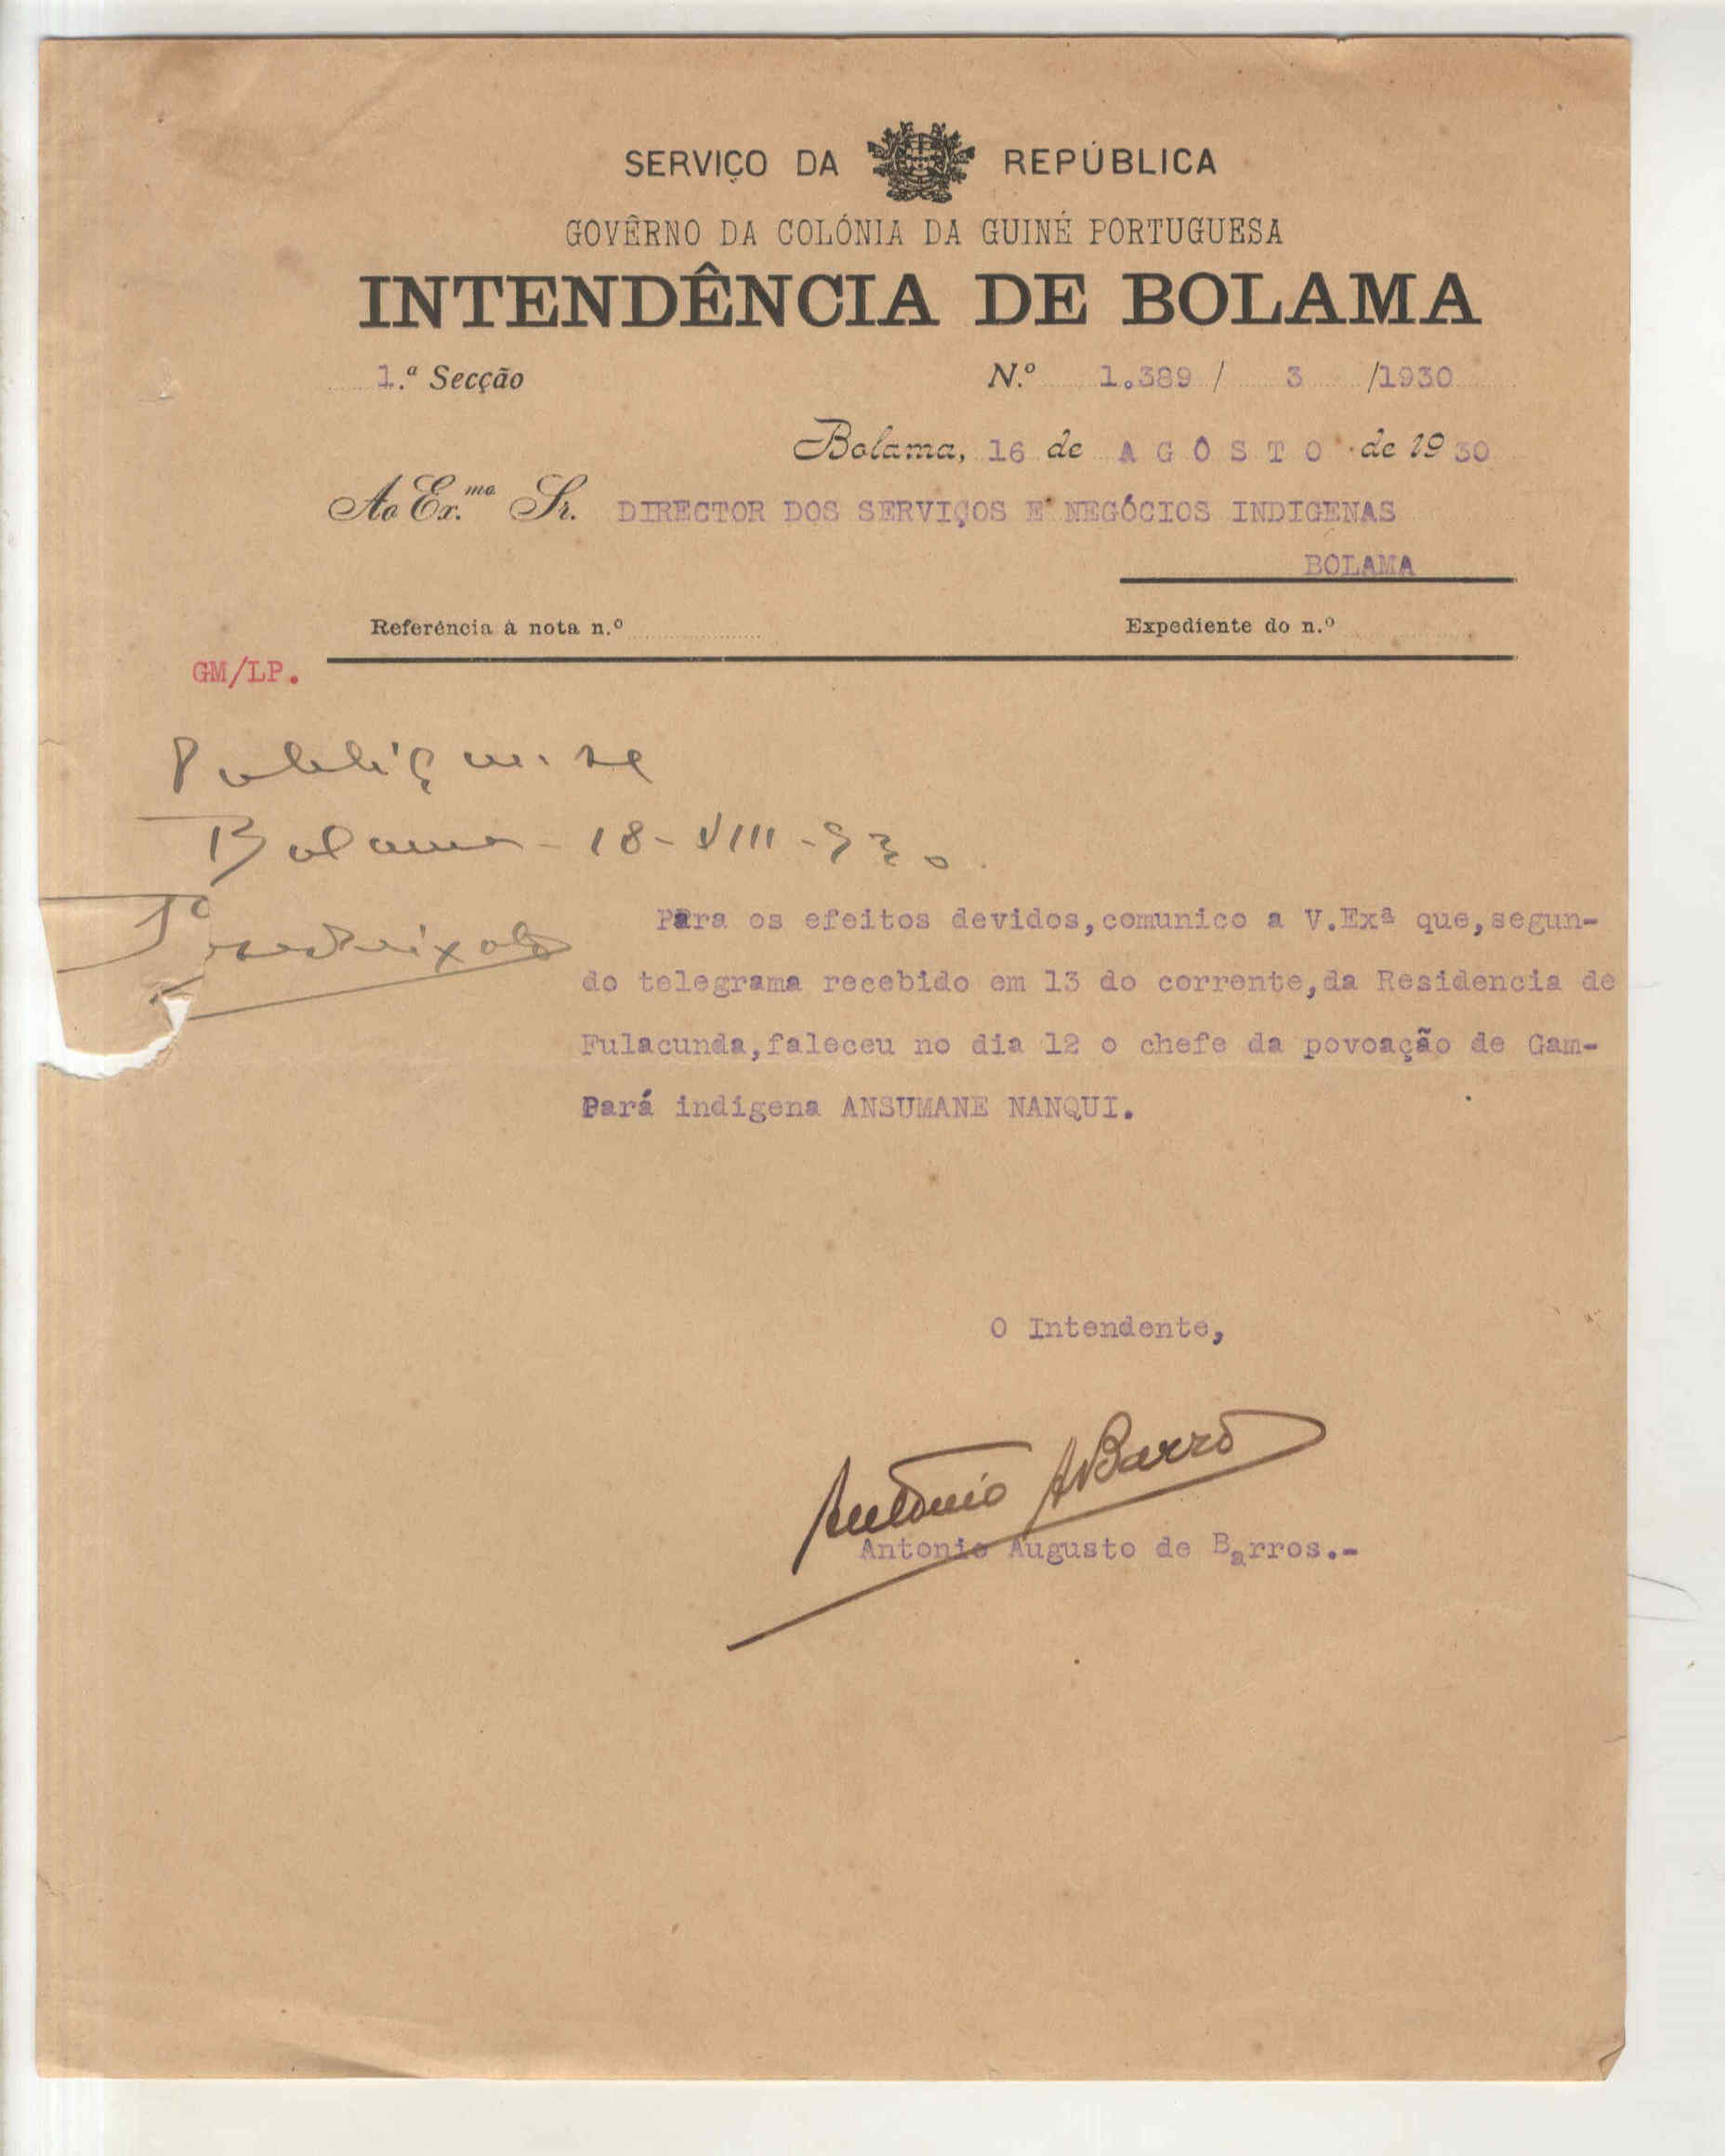 SERVIÇO DA REPÚBLICA
GOVÊRNO DA COLÓNIA DA GUINÉ PORTUGUESA
INTENDÊNCIA DE BOLAMA
1.ª Secção N.º 1.389 / 3 /1930
Bolama, 16 de AGÔSTO de 1930
Ao Ex.mo Sr. DIRECTOR DOS SERVIÇOS E NEGÓCIOS INDIGENAS
BOLAMA
Referência à nota n.º Expediente do n.º
GM/LP.
Publique-se
Bolama - 18-VIII-930.
Para os efeitos devidos,comunico a V.Exª que,segun-
do telegrama recebido em 13 do corrente,da Residencia de
Fulacunda,faleceu no dia 12 o chefe da povoação de Gam-
Pará indigena ANSUMANE NANQUI.
O Intendente,
António A Barros
Antonio Augusto de Barros.-